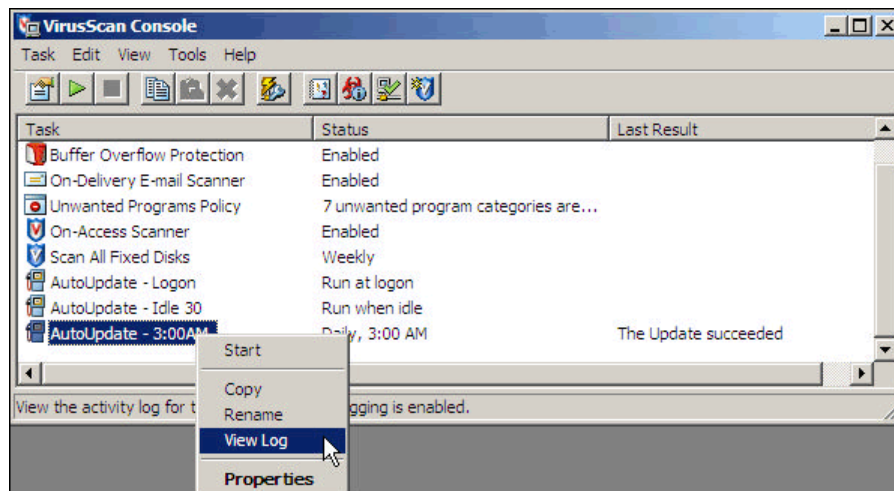 VirusScan Console
Task Edit View Tools Help
Task Status Last Result
Buffer Overflow Protection Enabled
On-Delivery E-mail Scanner Enabled
Unwanted Programs Policy 7 unwanted program categories are...
On-Access Scanner Enabled
Scan All Fixed Disks Weekly
AutoUpdate - Logon Run at logon
AutoUpdate - Idle 30 Run when idle
AutoUpdate - 3:00AM Daily, 3:00 AM The Update succeeded
Start
Copy
View the activity log for gging is enabled.
Rename
View Log
Properties